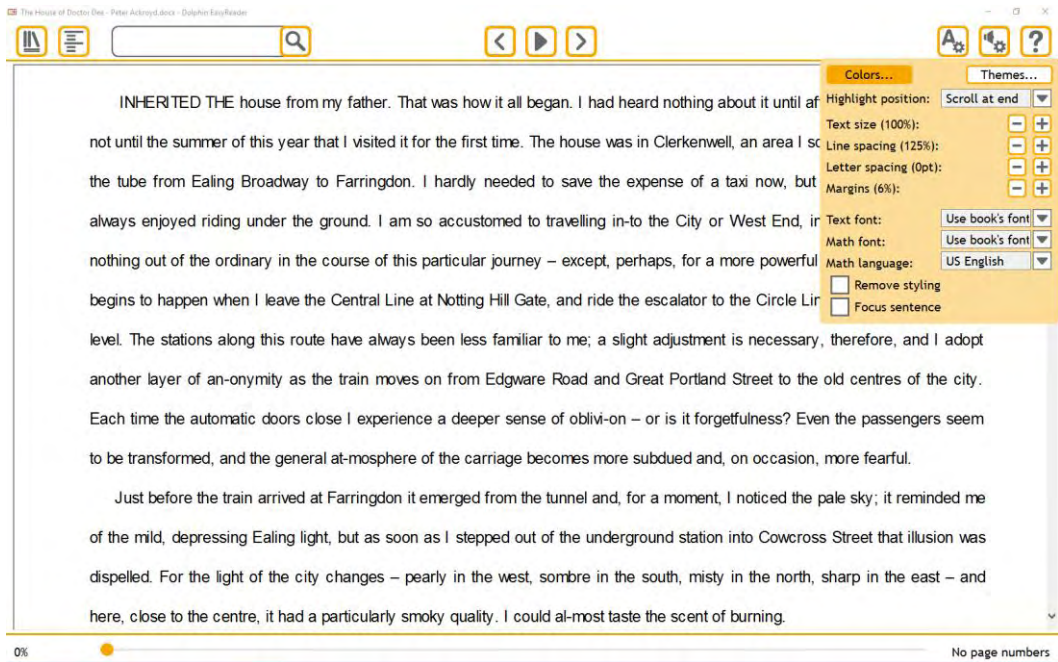 The House of Doctor Dee - Peter Ackroyd.docx - Dolphin EasyReader
Colors... Themes...
Highlight position: Scroll at end
Text size (100%): - +
Line spacing (125%): - +
Letter spacing (0pt): - +
Margins (6%): - +
Text font: Use book's font
Math font: Use book's font
Math language: US English
Remove styling
Focus sentence
INHERITED THE house from my father. That was how it all began. I had heard nothing about it until af
not until the summer of this year that I visited it for the first time. The house was in Clerkenwell, an area I
the tube from Ealing Broadway to Farringdon. I hardly needed to save the expense of a taxi now, but
always enjoyed riding under the ground. I am so accustomed to travelling in-to the City or West End,
nothing out of the ordinary in the course of this particular journey – except, perhaps, for a more powerful
begins to happen when I leave the Central Line at Notting Hill Gate, and ride the escalator to the Circle
level. The stations along this route have always been less familiar to me; a slight adjustment is necessary, therefore, and I adopt
another layer of an-onymity as the train moves on from Edgware Road and Great Portland Street to the old centres of the city.
Each time the automatic doors close I experience a deeper sense of oblivi-on – or is it forgetfulness? Even the passengers seem
to be transformed, and the general at-mosphere of the carriage becomes more subdued and, on occasion, more fearful.
Just before the train arrived at Farringdon it emerged from the tunnel and, for a moment, I noticed the pale sky; it reminded me
of the mild, depressing Ealing light, but as soon as I stepped out of the underground station into Cowcross Street that illusion was
dispelled. For the light of the city changes – pearly in the west, sombre in the south, misty in the north, sharp in the east – and
here, close to the centre, it had a particularly smoky quality. I could al-most taste the scent of burning.
0% No page numbers